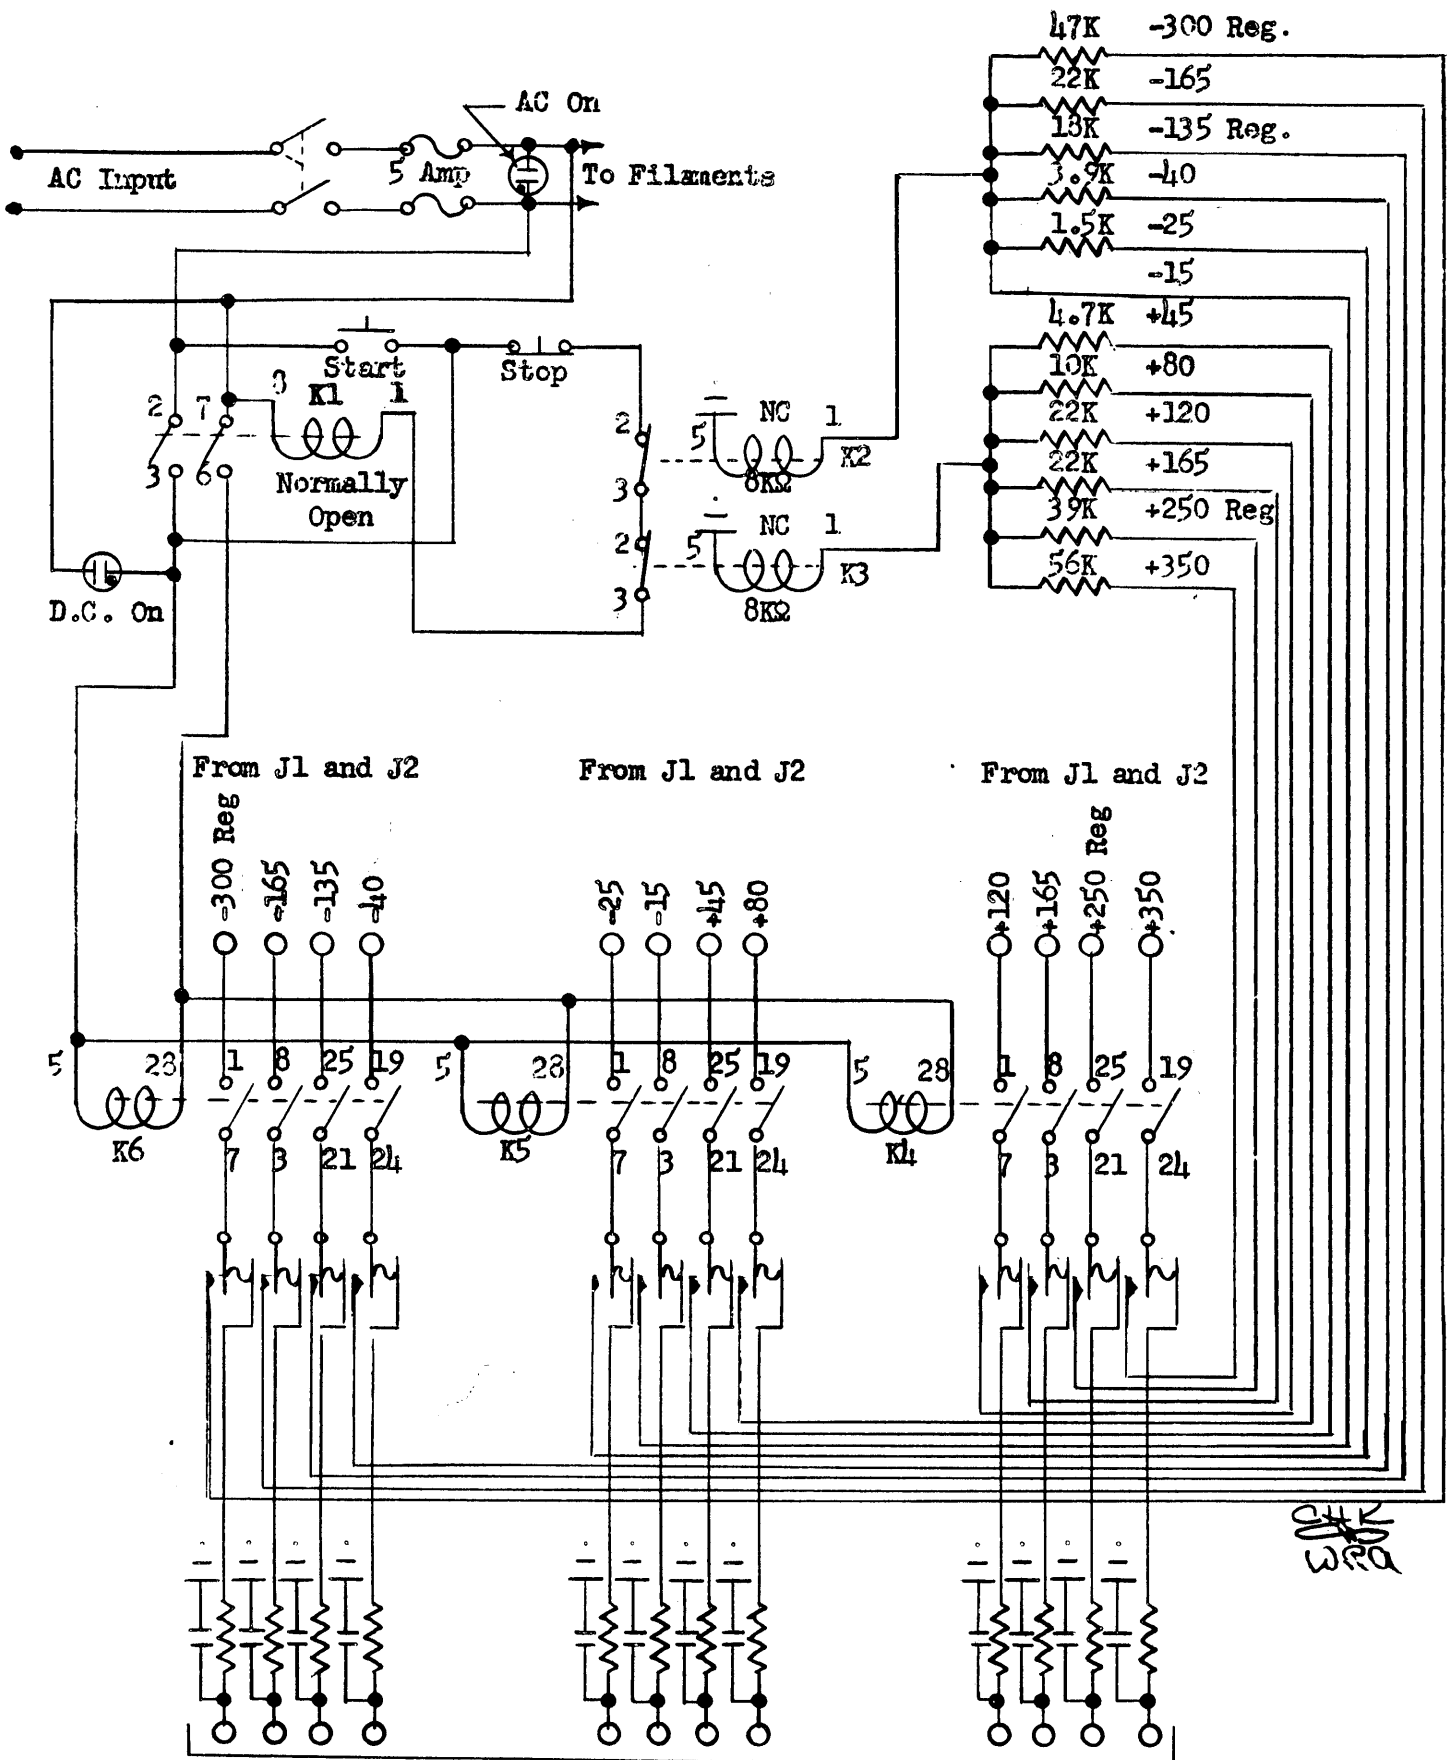 47K -300 Reg.
22K -165
18K -135 Reg.
3.9K -40
1.5K -25
-15
4.7K +45
10K +80
22K +120
22K +165
39K +250 Reg
56K +350
AC On
AC Input
5 Amp
To Filaments
Start
Stop
8 K1 1
2 7
3 6
Normally
Open
D.C. On
2
3
5 NC 1
K2
8KΩ
2
3
5 NC 1
K3
8KΩ
From J1 and J2
From J1 and J2
From J1 and J2
-300 Reg
-165
-135
-40
-25
-15
+45
+80
+120
+165
+250 Reg
+350
5 28 1 8 25 19
5 28 1 8 25 19
5 28 1 8 25 19
K6 7 3 21 24
K5 7 3 21 24
K4 7 3 21 24
CHK
WRA